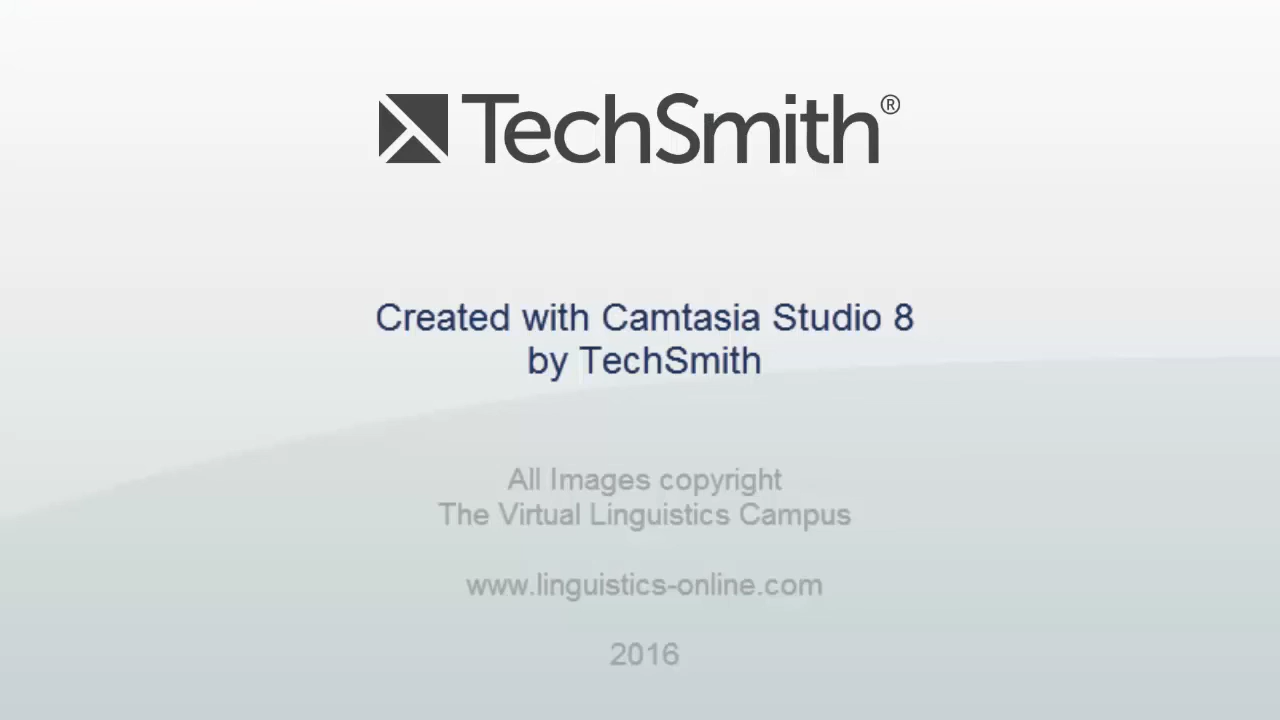 TechSmith®
Created with Camtasia Studio 8
by TechSmith
All Images copyright
The Virtual Linguistics Campus
www.linguistics-online.com
2016